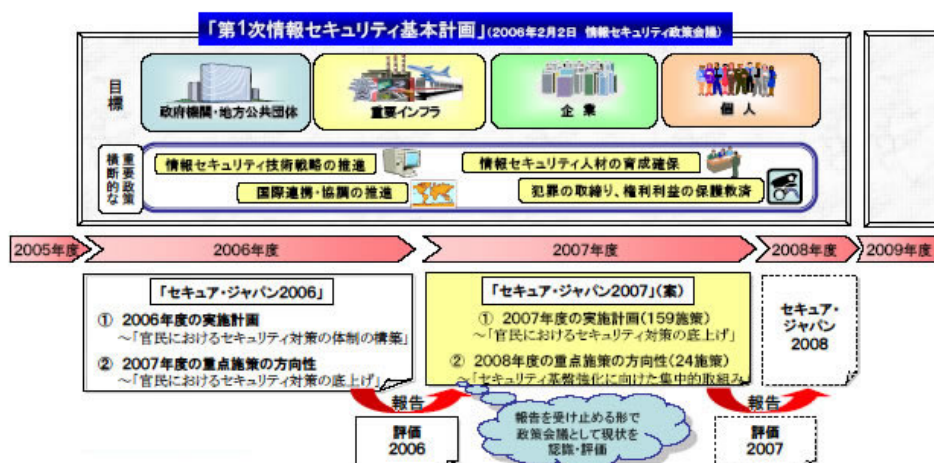 「第1次情報セキュリティ基本計画」(2006年2月2日 情報セキュリティ政策会議)
目標
政府機関・地方公共団体
重要インフラ
企業
個人
横断的な
重要政策
情報セキュリティ技術戦略の推進
情報セキュリティ人材の育成確保
国際連携・協調の推進
犯罪の取締り、権利利益の保護救済
2005年度
2006年度
2007年度
2008年度
2009年度
「セキュア・ジャパン2006」
① 2006年度の実施計画
~「官民におけるセキュリティ対策の体制の構築」
② 2007年度の重点施策の方向性
~「官民におけるセキュリティ対策の底上げ」
「セキュア・ジャパン2007」(案)
① 2007年度の実施計画(159施策)
~「官民におけるセキュリティ対策の底上げ」
② 2008年度の重点施策の方向性(24施策)
~「セキュリティ基盤強化に向けた集中的取組み」
セキュア・
ジャパン
2008
報告
評価
2006
報告を受け止める形で
政策会議として現状を
認識・評価
報告
評価
2007